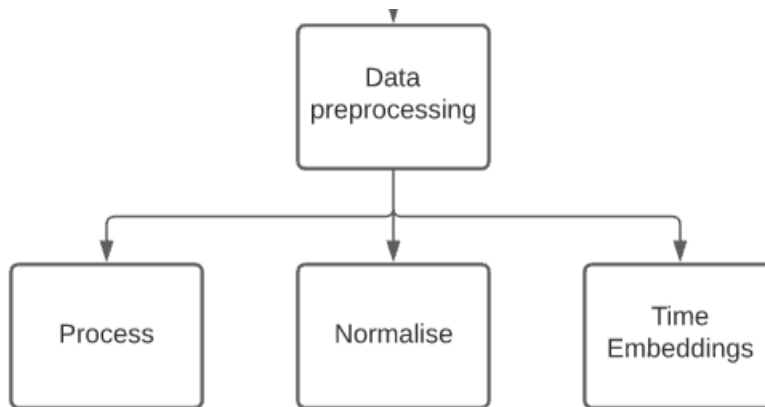 Data
preprocessing
Process
Normalise
Time
Embeddings